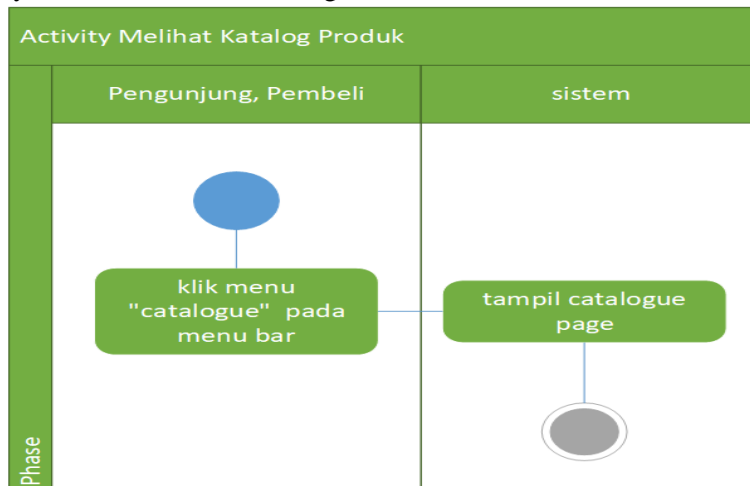 Activity Melihat Katalog Produk
Pengunjung, Pembeli
sistem
klik menu
"catalogue" pada
menu bar
tampil catalogue
page
Phase